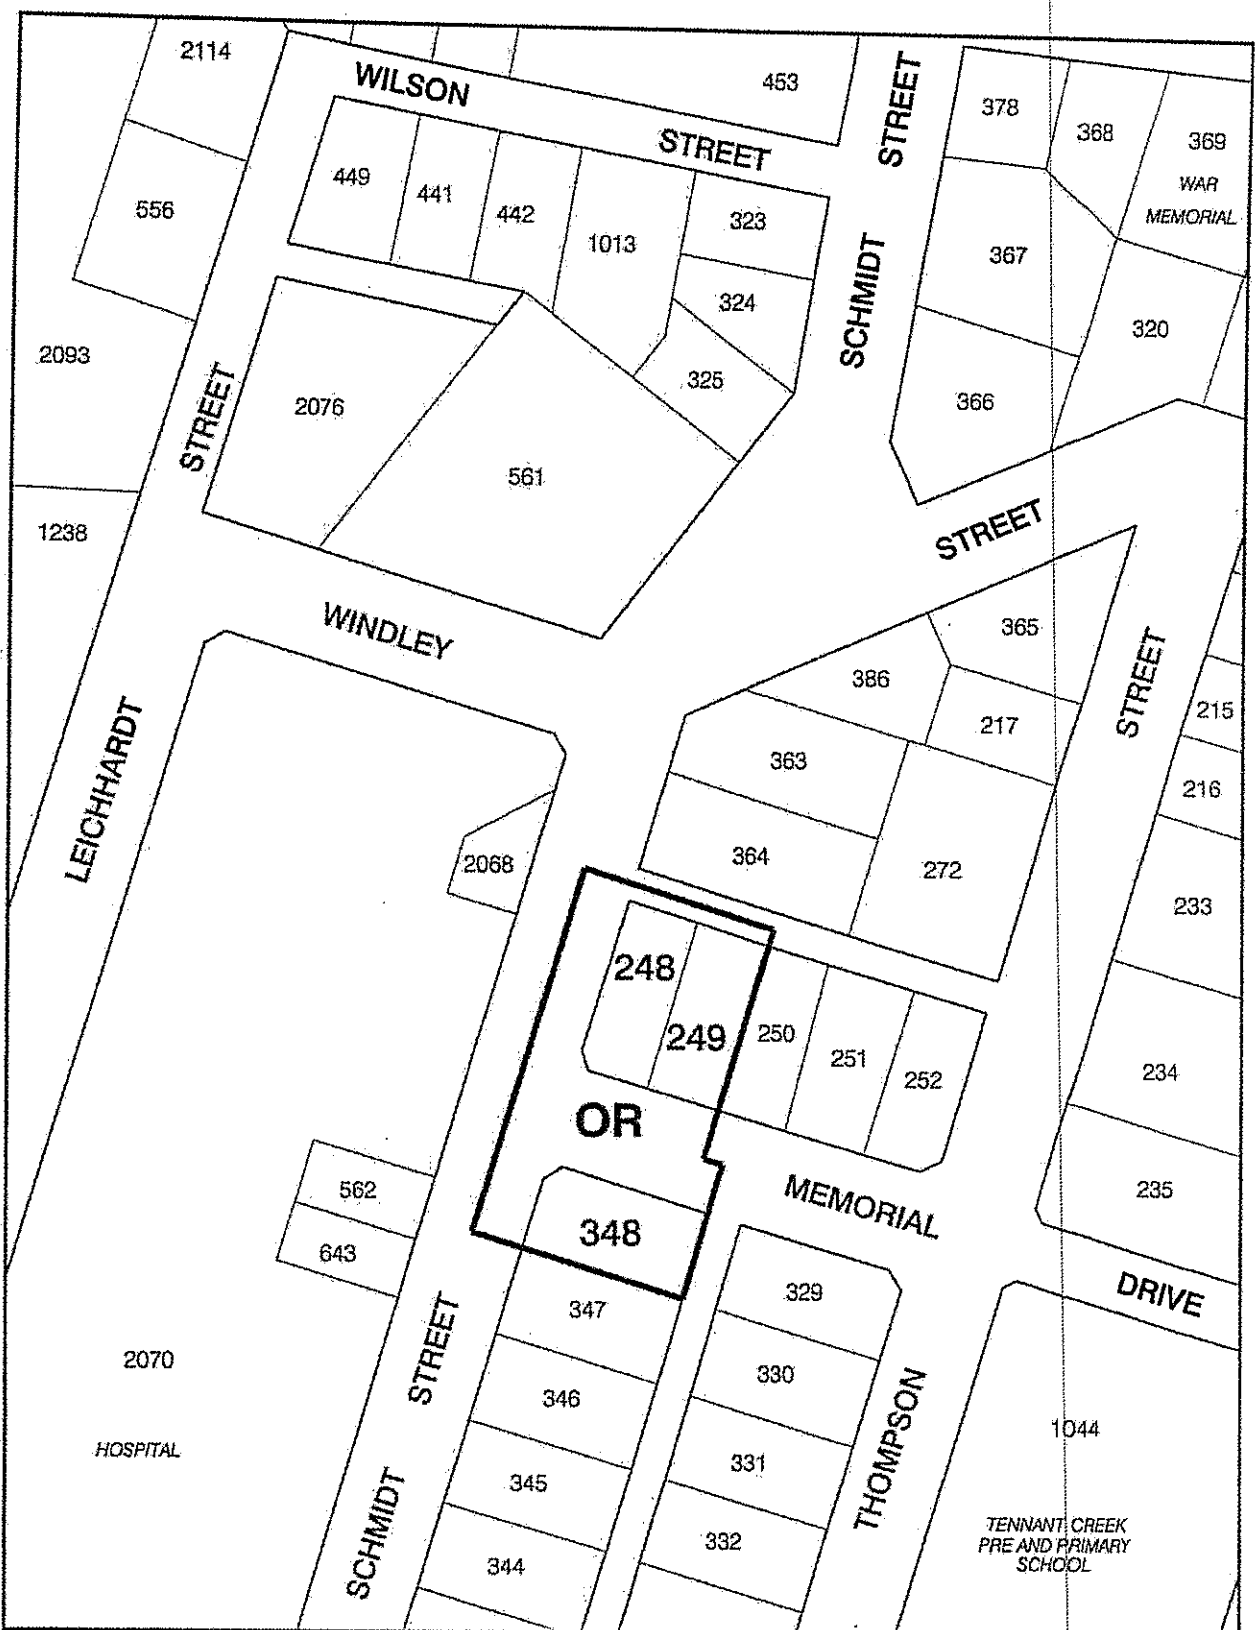 2114
WILSON
STREET
453
STREET
378
368
369
WAR
MEMORIAL
449
441
442
1013
323
556
367
324
SCHMIDT
320
2093
STREET
2076
325
366
561
1238
STREET
WINDLEY
365
386
STREET
215
217
363
216
LEICHHARDT
364
2068
272
233
248
249
250
251
252
234
OR
562
348
MEMORIAL
235
643
329
DRIVE
347
STREET
330
2070
346
THOMPSON
1044
HOSPITAL
331
345
SCHMIDT
332
TENNANT CREEK
PRE AND PRIMARY
SCHOOL
344